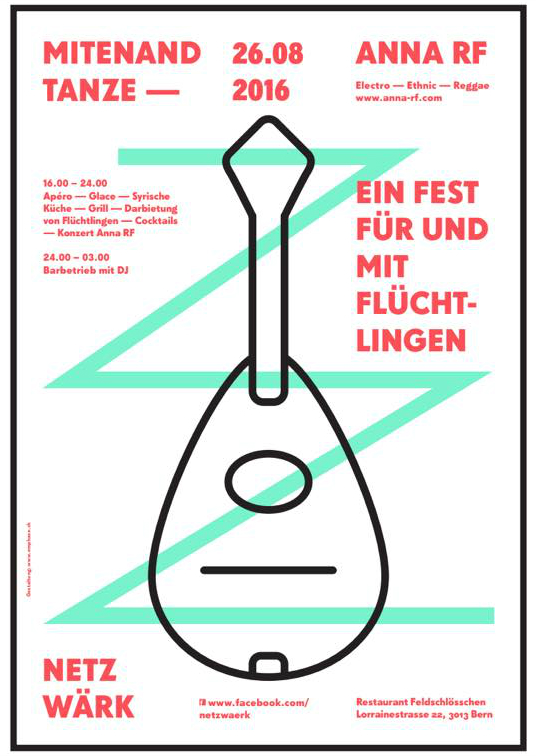 MITENAND
TANZE —
26.08
2016
ANNA RF
Electro — Ethnic — Reggae
www.anna-rf.com
16.00 – 24.00
Apéro — Glace — Syrische
Küche — Grill — Darbietung
von Flüchtlingen — Cocktails
— Konzert Anna RF
24.00 – 03.00
Barbetrieb mit DJ
EIN FEST
FÜR UND
MIT
FLÜCHT-
LINGEN
NETZ
WÄRK
www.facebook.com/
netzwaerk
Restaurant Feldschlösschen
Lorrainestrasse 22, 3013 Bern